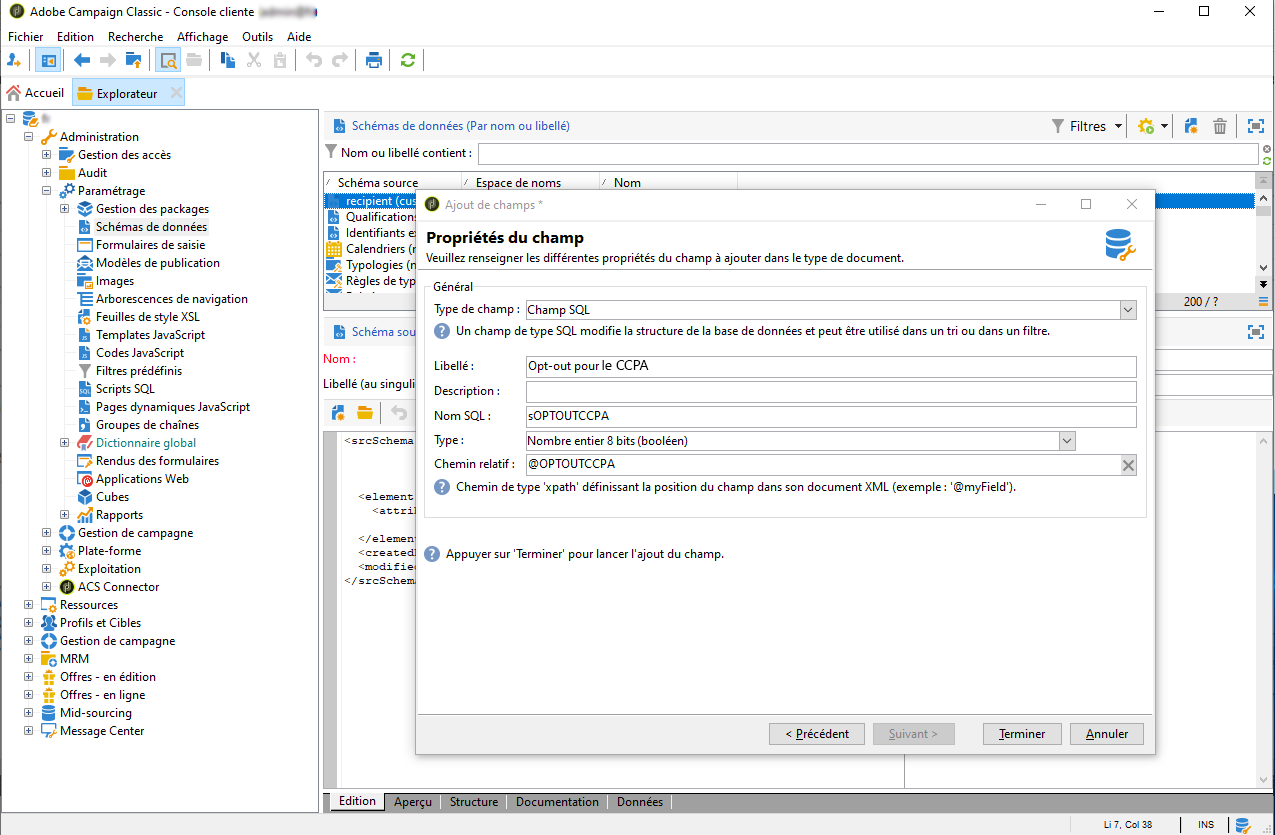 Adobe Campaign Classic - Console cliente
Fichier Edition Recherche Affichage Outils Aide
Accueil Explorateur
Administration
Gestion des accès
Audit
Paramétrage
Gestion des packages
Schémas de données
Formulaires de saisie
Modèles de publication
Images
Arborescences de navigation
Feuilles de style XSL
Templates JavaScript
Codes JavaScript
Filtres prédéfinis
Scripts SQL
Pages dynamiques JavaScript
Groupes de chaînes
Dictionnaire global
Rendus des formulaires
Applications Web
Cubes
Rapports
Gestion de campagne
Plate-forme
Exploitation
ACS Connector
Ressources
Profils et Cibles
Gestion de campagne
MRM
Offres - en édition
Offres - en ligne
Mid-sourcing
Message Center
Schémas de données (Par nom ou libellé) Filtres
Nom ou libellé contient :
Schéma source Espace de noms Nom
recipient (cus
Qualifications
Identifiants ex
Calendriers (n
Typologies (n
Règles de typ
200 / ?
Schéma sou
Nom :
Libellé (au singuli
<srcSchema
<element
<attri
</element
<created
<modified
</srcSchema
Ajout de champs *
Propriétés du champ
Veuillez renseigner les différentes propriétés du champ à ajouter dans le type de document.
Général
Type de champ : Champ SQL
? Un champ de type SQL modifie la structure de la base de données et peut être utilisé dans un tri ou dans un filtre.
Libellé : Opt-out pour le CCPA
Description :
Nom SQL : sOPTOUTCCPA
Type : Nombre entier 8 bits (booléen)
Chemin relatif : @OPTOUTCCPA
? Chemin de type 'xpath' définissant la position du champ dans son document XML (exemple : '@myField').
? Appuyer sur 'Terminer' pour lancer l'ajout du champ.
< Précédent Suivant > Terminer Annuler
Edition Aperçu Structure Documentation Données
Li 7, Col 38 INS